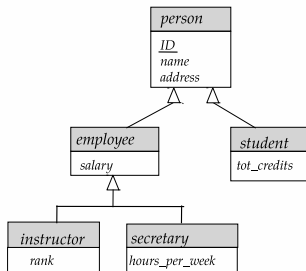 person
ID
name
address
employee
salary
student
tot_credits
instructor
rank
secretary
hours_per_week